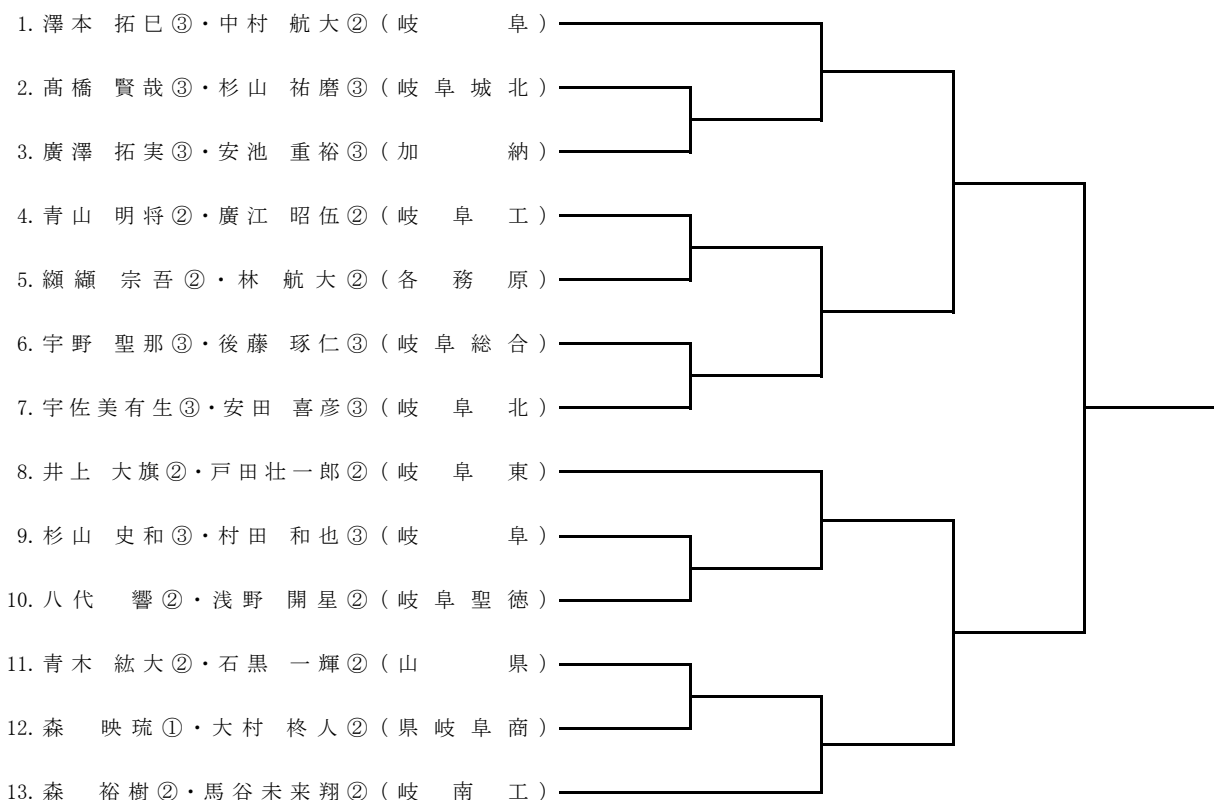 1. 澤本 拓巳③・中村 航大②(岐阜)
2. 髙橋 賢哉③・杉山 祐磨③(岐阜城北)
3. 廣澤 拓実③・安池 重裕③(加納)
4. 青山 明将②・廣江 昭伍②(岐阜工)
5. 纐纈 宗吾②・林 航大②(各務原)
6. 宇野 聖那③・後藤 琢仁③(岐阜総合)
7. 宇佐美有生③・安田 喜彦③(岐阜北)
8. 井上 大旗②・戸田壮一郎②(岐阜東)
9. 杉山 史和③・村田 和也③(岐阜)
10. 八代 響②・浅野 開星②(岐阜聖徳)
11. 青木 紘大②・石黒 一輝②(山県)
12. 森 映琉①・大村 柊人②(県岐阜商)
13. 森 裕樹②・馬谷未来翔②(岐南工)